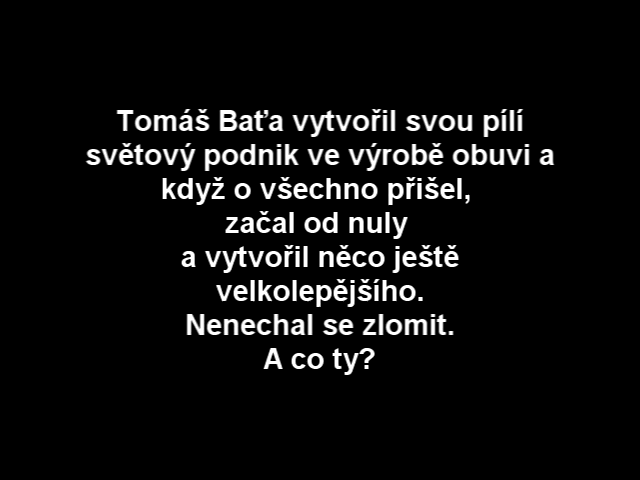 Tomáš Baťa vytvořil svou pílí
světový podnik ve výrobě obuvi a
když o všechno přišel,
začal od nuly
a vytvořil něco ještě
velkolepějšího.
Nenechal se zlomit.
A co ty?